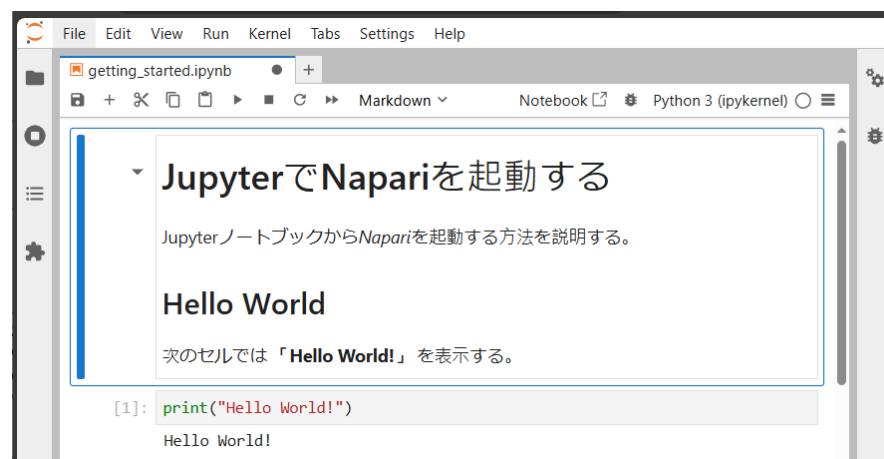 File Edit View Run Kernel Tabs Settings Help
getting_started.ipynb
Markdown Notebook Python 3 (ipykernel)
JupyterでNapariを起動する
JupyterノートブックからNapariを起動する方法を説明する。
Hello World
次のセルでは「Hello World!」を表示する。
[1]: print("Hello World!")
Hello World!